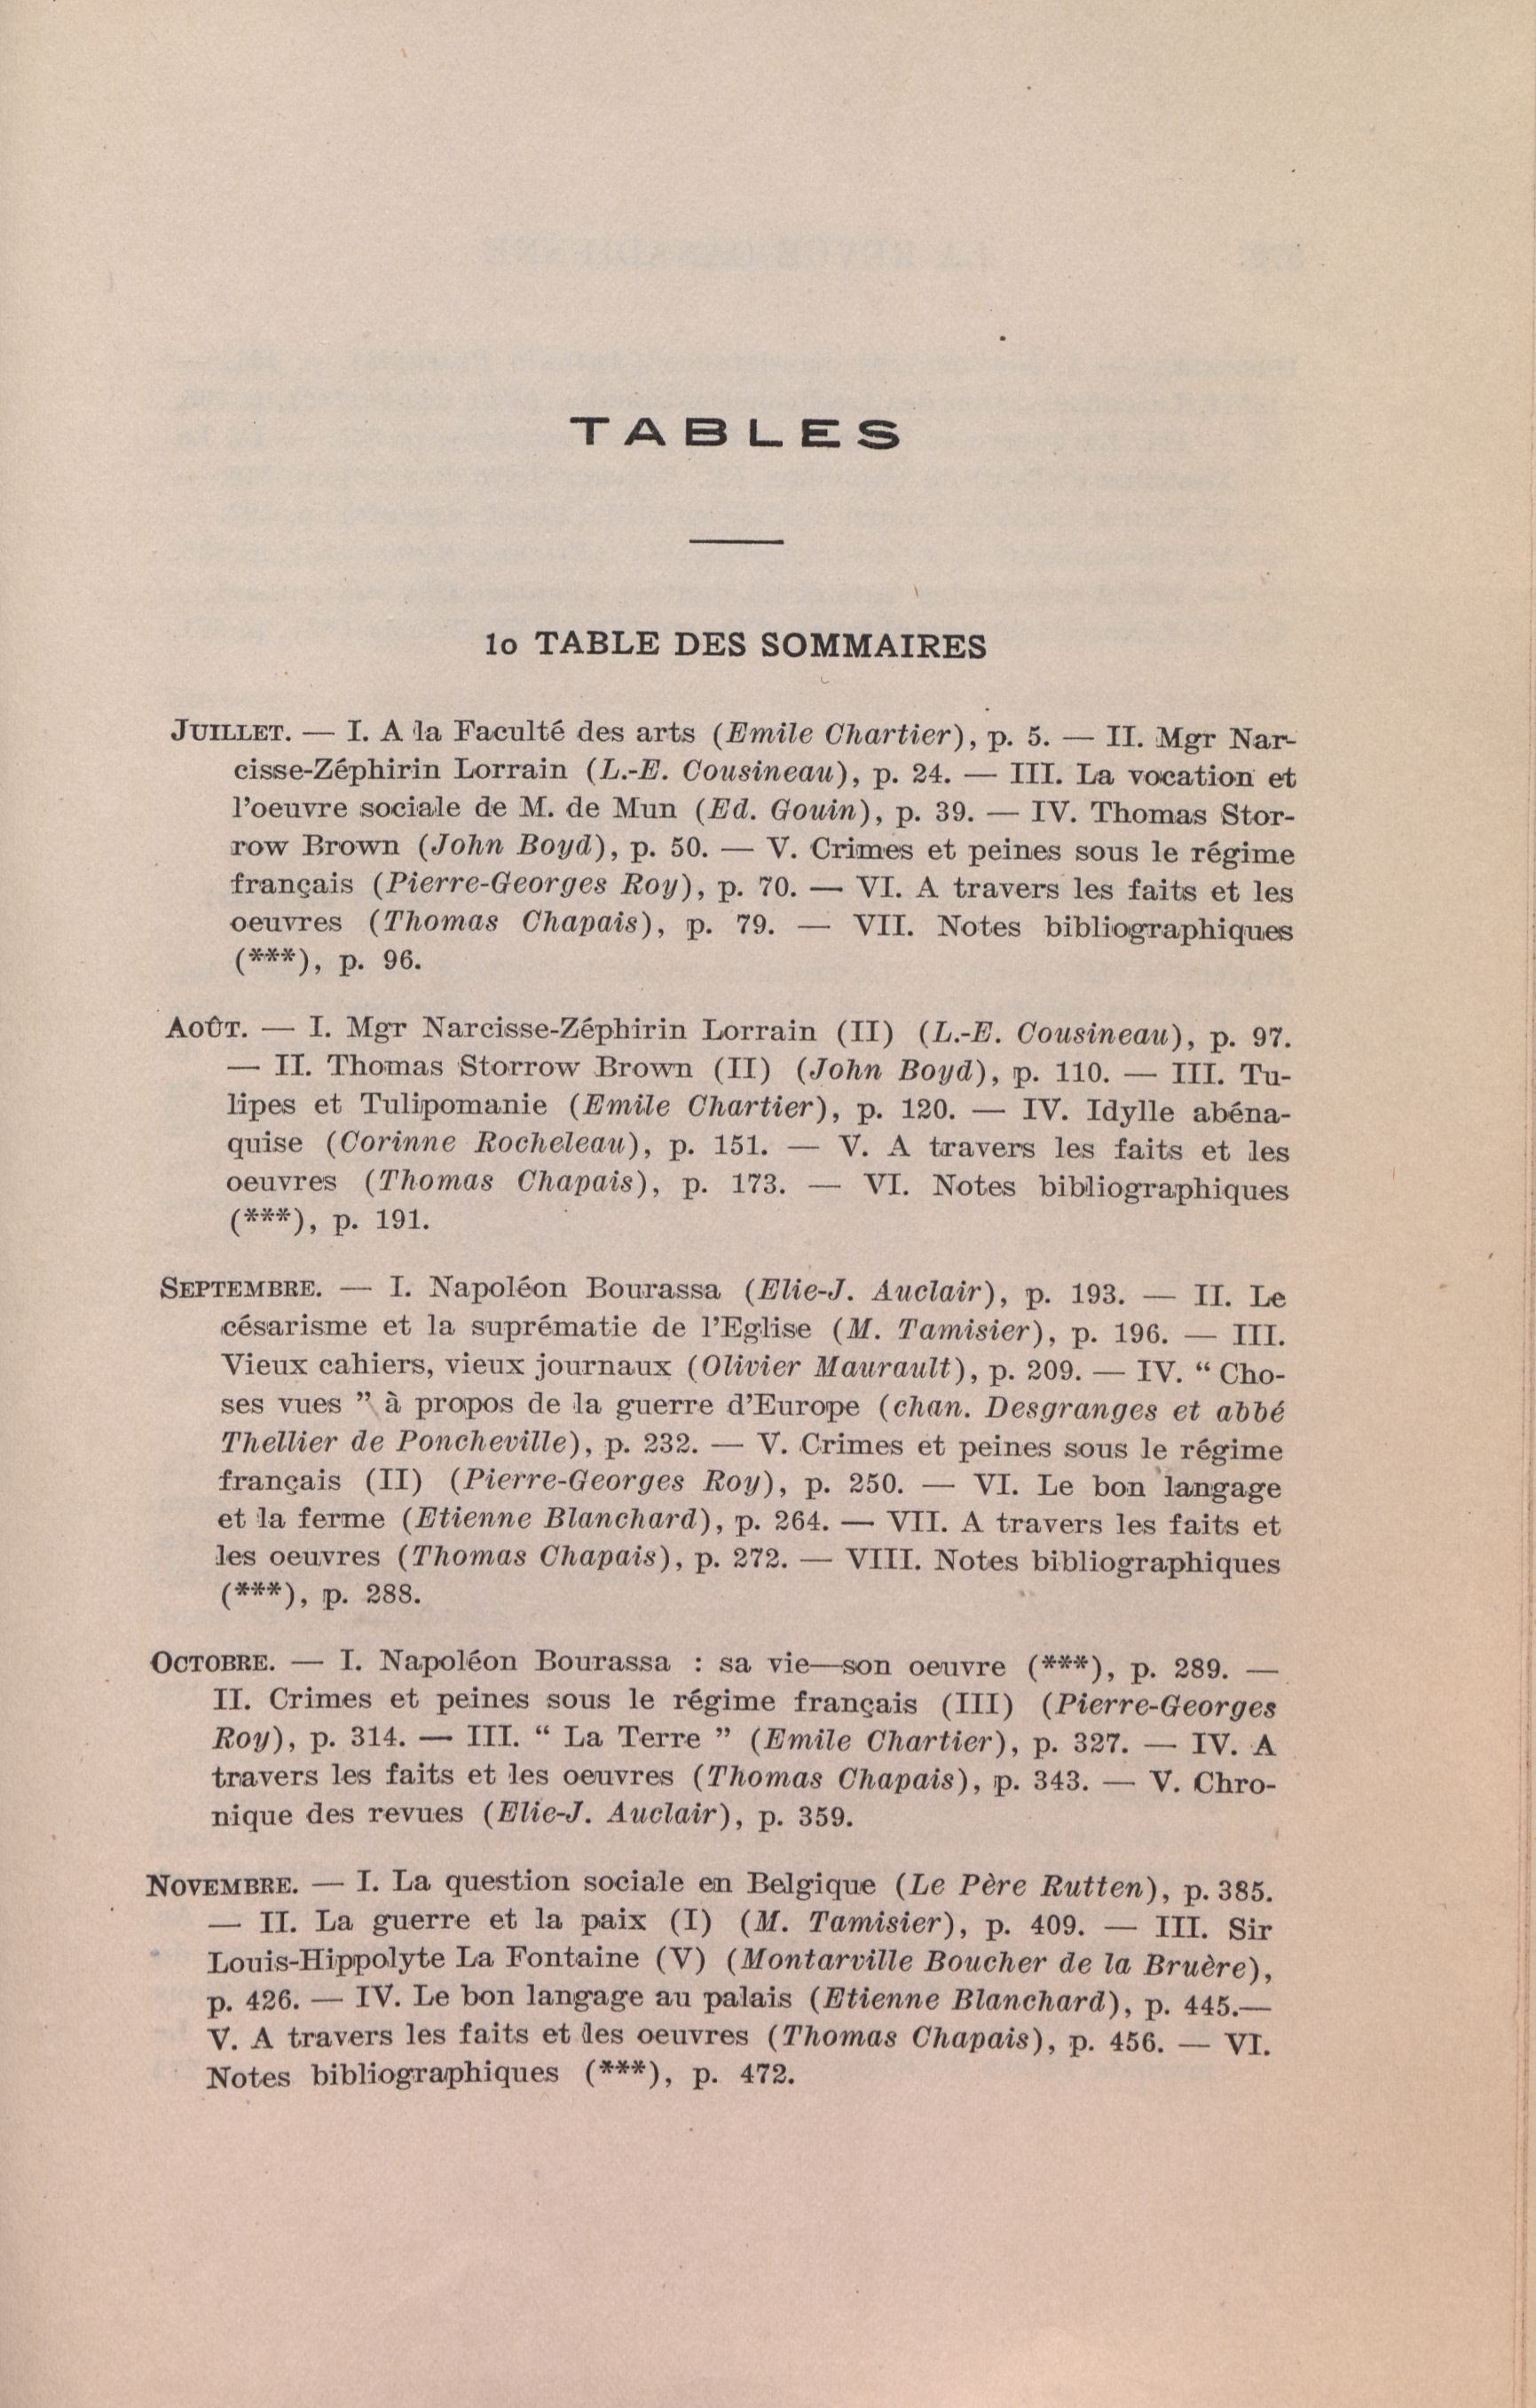 TABLES
1o TABLE DES SOMMAIRES
JUILLET. — I. A la Faculté des arts (Emile Chartier), p. 5. — II. Mgr Nar-
cisse-Zéphirin Lorrain (L.-E. Cousineau), p. 24. — III. La vocation et
l'oeuvre sociale de M. de Mun (Ed. Gouin), p. 39. — IV. Thomas Stor-
row Brown (John Boyd), p. 50. — V. Crimes et peines sous le régime
français (Pierre-Georges Roy), p. 70. — VI. A travers les faits et les
oeuvres (Thomas Chapais), p. 79. — VII. Notes bibliographiques
(***), p. 96.
AOÛT. — I. Mgr Narcisse-Zéphirin Lorrain (II) (L.-E. Cousineau), p. 97.
— II. Thomas Storrow Brown (II) (John Boyd), p. 110. — III. Tu-
lipes et Tulipomanie (Emile Chartier), p. 120. — IV. Idylle abéna-
quise (Corinne Rocheleau), p. 151. — V. A travers les faits et les
oeuvres (Thomas Chapais), p. 173. — VI. Notes bibliographiques
(***), p. 191.
SEPTEMBRE. — I. Napoléon Bourassa (Elie-J. Auclair), p. 193. — II. Le
césarisme et la suprématie de l'Eglise (M. Tamisier), p. 196. — III.
Vieux cahiers, vieux journaux (Olivier Maurault), p. 209. — IV. “ Cho-
ses vues ” à propos de la guerre d'Europe (chan. Desgranges et abbé
Thellier de Poncheville), p. 232. — V. Crimes et peines sous le régime
français (II) (Pierre-Georges Roy), p. 250. — VI. Le bon langage
et la ferme (Etienne Blanchard), p. 264. — VII. A travers les faits et
les oeuvres (Thomas Chapais), p. 272. — VIII. Notes bibliographiques
(***), p. 288.
OCTOBRE. — I. Napoléon Bourassa : sa vie—son oeuvre (***), p. 289. —
II. Crimes et peines sous le régime français (III) (Pierre-Georges
Roy), p. 314. — III. “ La Terre ” (Emile Chartier), p. 327. — IV. A
travers les faits et les oeuvres (Thomas Chapais), p. 343. — V. Chro-
nique des revues (Elie-J. Auclair), p. 359.
NOVEMBRE. — I. La question sociale en Belgique (Le Père Rutten), p. 385.
— II. La guerre et la paix (I) (M. Tamisier), p. 409. — III. Sir
Louis-Hippolyte La Fontaine (V) (Montarville Boucher de la Bruère),
p. 426. — IV. Le bon langage au palais (Etienne Blanchard), p. 445.—
V. A travers les faits et les oeuvres (Thomas Chapais), p. 456. — VI.
Notes bibliographiques (***), p. 472.